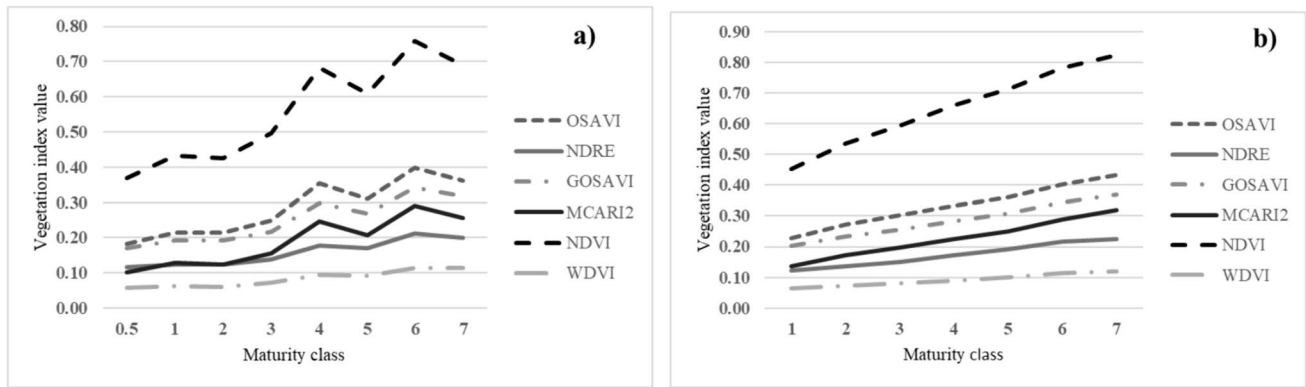 a)
0.80
0.70
0.60
0.50
0.40
0.30
0.20
0.10
0.00
Vegetation index value
0.5 1 2 3 4 5 6 7
Maturity class
OSAVI
NDRE
GOSAVI
MCARI2
NDVI
WDVI
b)
0.90
0.80
0.70
0.60
0.50
0.40
0.30
0.20
0.10
0.00
Vegetation index value
1 2 3 4 5 6 7
Maturity class
OSAVI
NDRE
GOSAVI
MCARI2
NDVI
WDVI